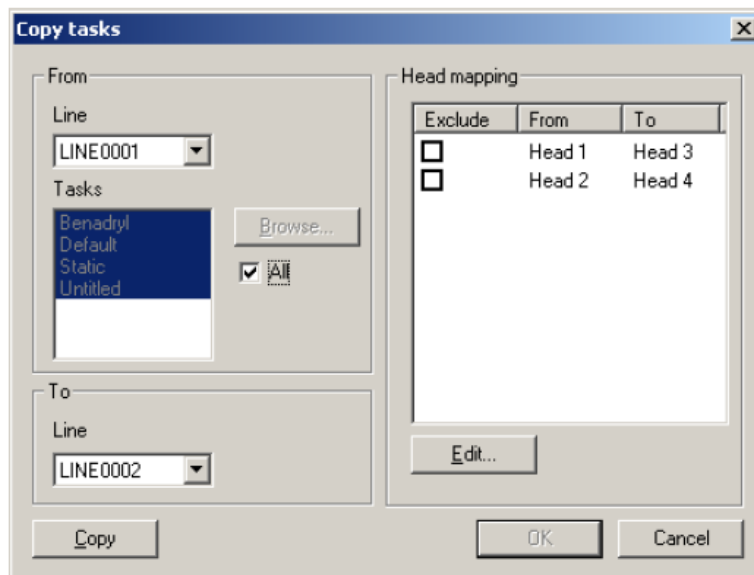 Copy tasks
From
Line
LINE0001
Tasks
Benadryl
Default
Static
Untitled
Browse...
All
To
Line
LINE0002
Copy
Head mapping
Exclude From To
Head 1 Head 3
Head 2 Head 4
Edit...
OK Cancel